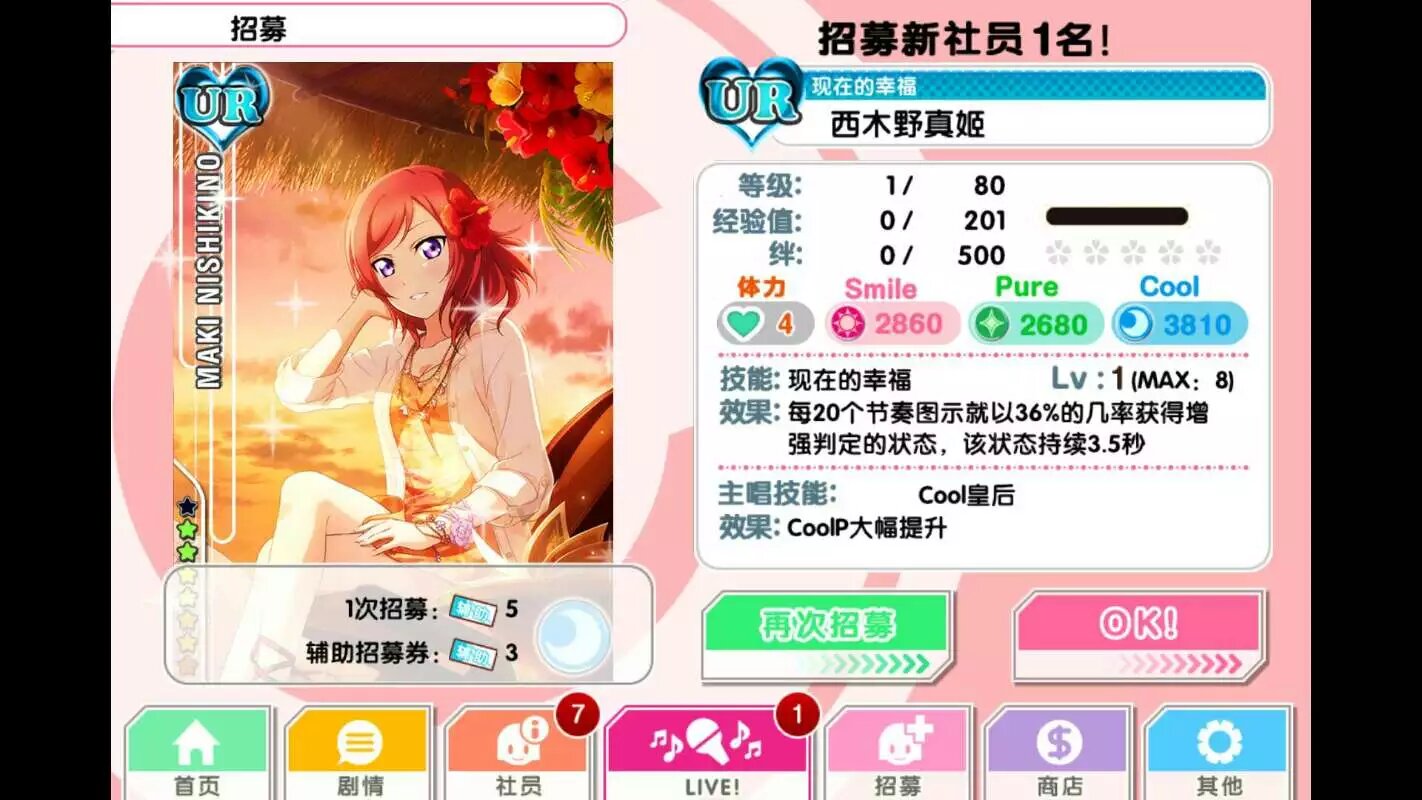 招募
招募新社员1名!
UR
MAKI NISHIKINO
UR
现在的幸福
西木野真姬
等级: 1/ 80
经验值: 0/ 201
绊: 0/ 500
体力 Smile Pure Cool
4 2860 2680 3810
技能: 现在的幸福 Lv:1(MAX: 8)
效果: 每20个节奏图示就以36%的几率获得增
强判定的状态，该状态持续3.5秒
主唱技能: Cool皇后
效果: CoolP大幅提升
1次招募: 辅助 5
辅助招募券: 辅助 3
再次招募
OK!
7
1
首页
剧情
社员
LIVE!
招募
商店
其他